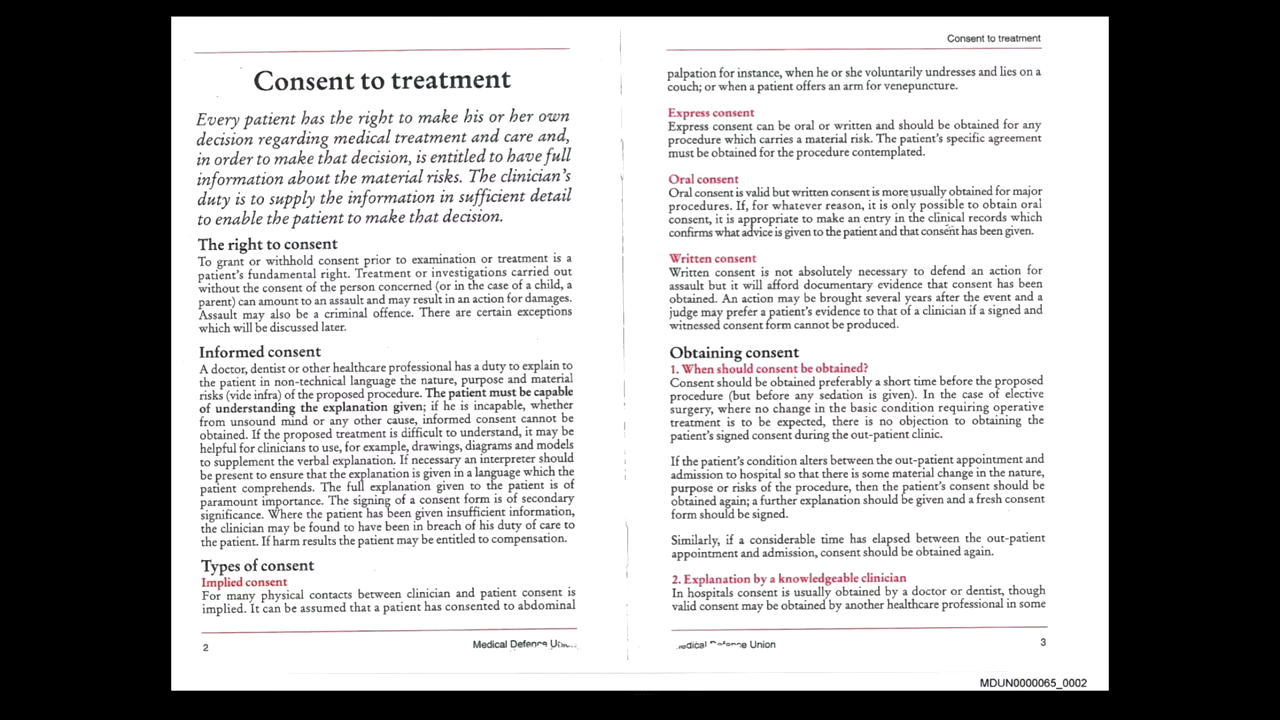 Consent to treatment
Every patient has the right to make his or her own
decision regarding medical treatment and care and,
in order to make that decision, is entitled to have full
information about the material risks. The clinician's
duty is to supply the information in sufficient detail
to enable the patient to make that decision.
The right to consent
To grant or withhold consent prior to examination or treatment is a
patient's fundamental right. Treatment or investigations carried out
without the consent of the person concerned (or in the case of a child, a
parent) can amount to an assault and may result in an action for damages.
Assault may also be a criminal offence. There are certain exceptions
which will be discussed later.
Informed consent
A doctor, dentist or other healthcare professional has a duty to explain to
the patient in non-technical language the nature, purpose and material
risks (vide infra) of the proposed procedure. The patient must be capable
of understanding the explanation given; if he is incapable, whether
from unsound mind or any other cause, informed consent cannot be
obtained. If the proposed treatment is difficult to understand, it may be
helpful for clinicians to use, for example, drawings, diagrams and models
to supplement the verbal explanation. If necessary an interpreter should
be present to ensure that the explanation is given in a language which the
patient comprehends. The full explanation given to the patient is of
paramount importance. The signing of a consent form is of secondary
significance. Where the patient has been given insufficient information,
the clinician may be found to have been in breach of his duty of care to
the patient. If harm results the patient may be entitled to compensation.
Types of consent
Implied consent
For many physical contacts between clinician and patient consent is
implied. It can be assumed that a patient has consented to abdominal
2
Medical Defence
Consent to treatment
palpation for instance, when he or she voluntarily undresses and lies on a
couch; or when a patient offers an arm for venepuncture.
Express consent
Express consent can be oral or written and should be obtained for any
procedure which carries a material risk. The patient's specific agreement
must be obtained for the procedure contemplated.
Oral consent
Oral consent is valid but written consent is more usually obtained for major
procedures. If, for whatever reason, it is only possible to obtain oral
consent, it is appropriate to make an entry in the clinical records which
confirms what advice is given to the patient and that consent has been given.
Written consent
Written consent is not absolutely necessary to defend an action for
assault but it will afford documentary evidence that consent has been
obtained. An action may be brought several years after the event and a
judge may prefer a patient's evidence to that of a clinician if a signed and
witnessed consent form cannot be produced.
Obtaining consent
1. When should consent be obtained?
Consent should be obtained preferably a short time before the proposed
procedure (but before any sedation is given). In the case of elective
surgery, where no change in the basic condition requiring operative
treatment is to be expected, there is no objection to obtaining the
patient's signed consent during the out-patient clinic.
If the patient's condition alters between the out-patient appointment and
admission to hospital so that there is some material change in the nature,
purpose or risks of the procedure, then the patient's consent should be
obtained again; a further explanation should be given and a fresh consent
form should be signed.
Similarly, if a considerable time has elapsed between the out-patient
appointment and admission, consent should be obtained again.
2. Explanation by a knowledgeable clinician
In hospitals consent is usually obtained by a doctor or dentist, though
valid consent may be obtained by another healthcare professional in some
Union
3
MDUN0000065_0002